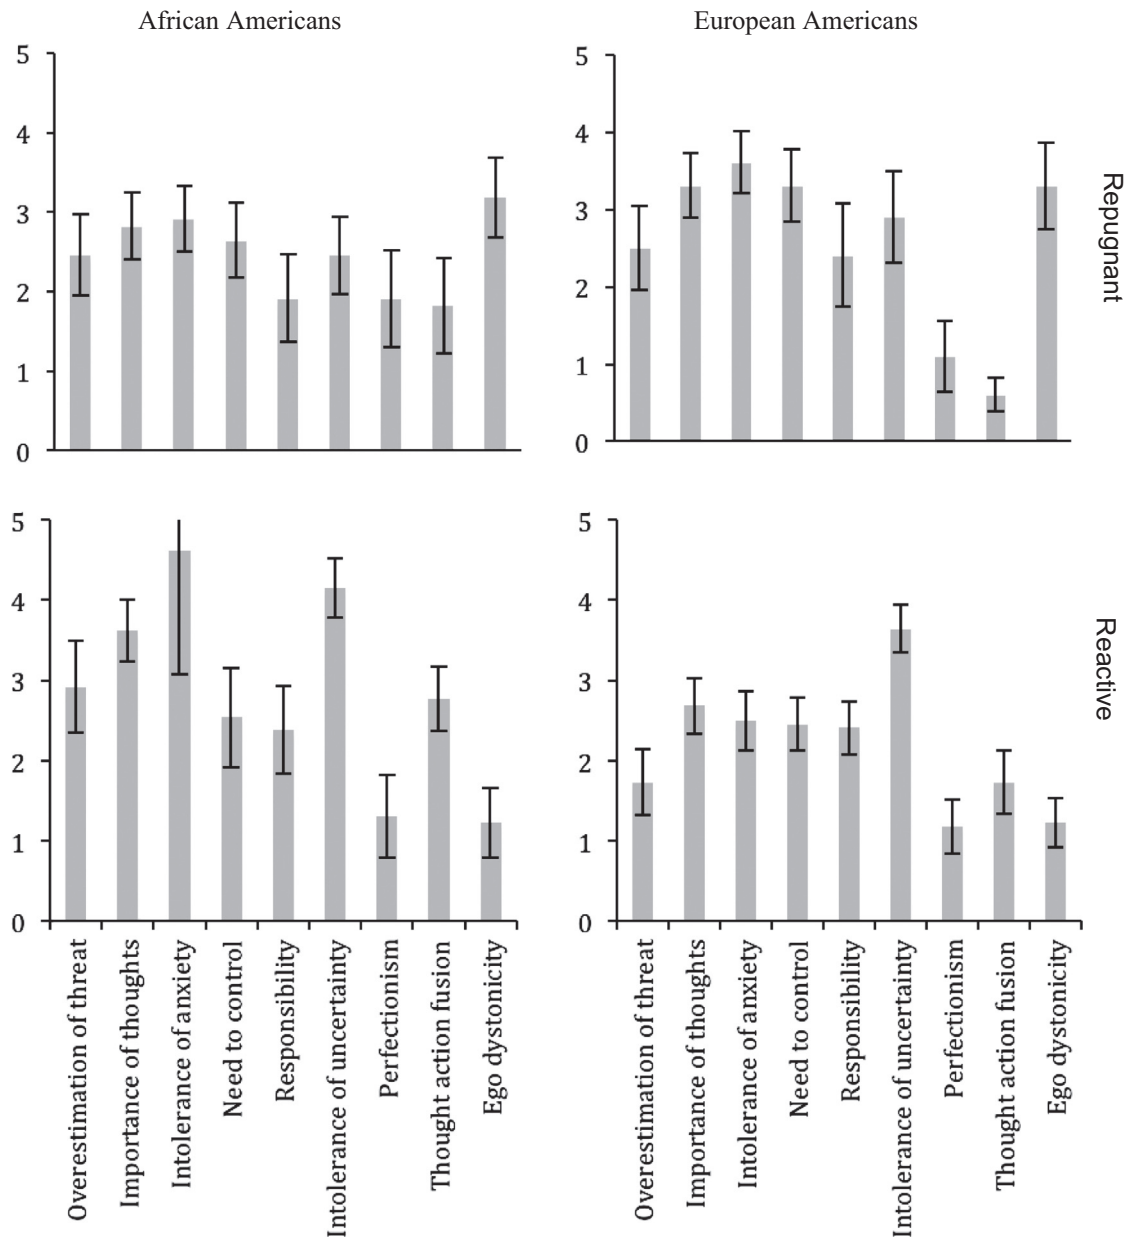 African Americans
European Americans
5
4
3
2
1
0
5
4
3
2
1
0
Repugnant
5
4
3
2
1
0
5
4
3
2
1
0
Reactive
Overestimation of threat
Importance of thoughts
Intolerance of anxiety
Need to control
Responsibility
Intolerance of uncertainty
Perfectionism
Thought action fusion
Ego dystonicity
Overestimation of threat
Importance of thoughts
Intolerance of anxiety
Need to control
Responsibility
Intolerance of uncertainty
Perfectionism
Thought action fusion
Ego dystonicity